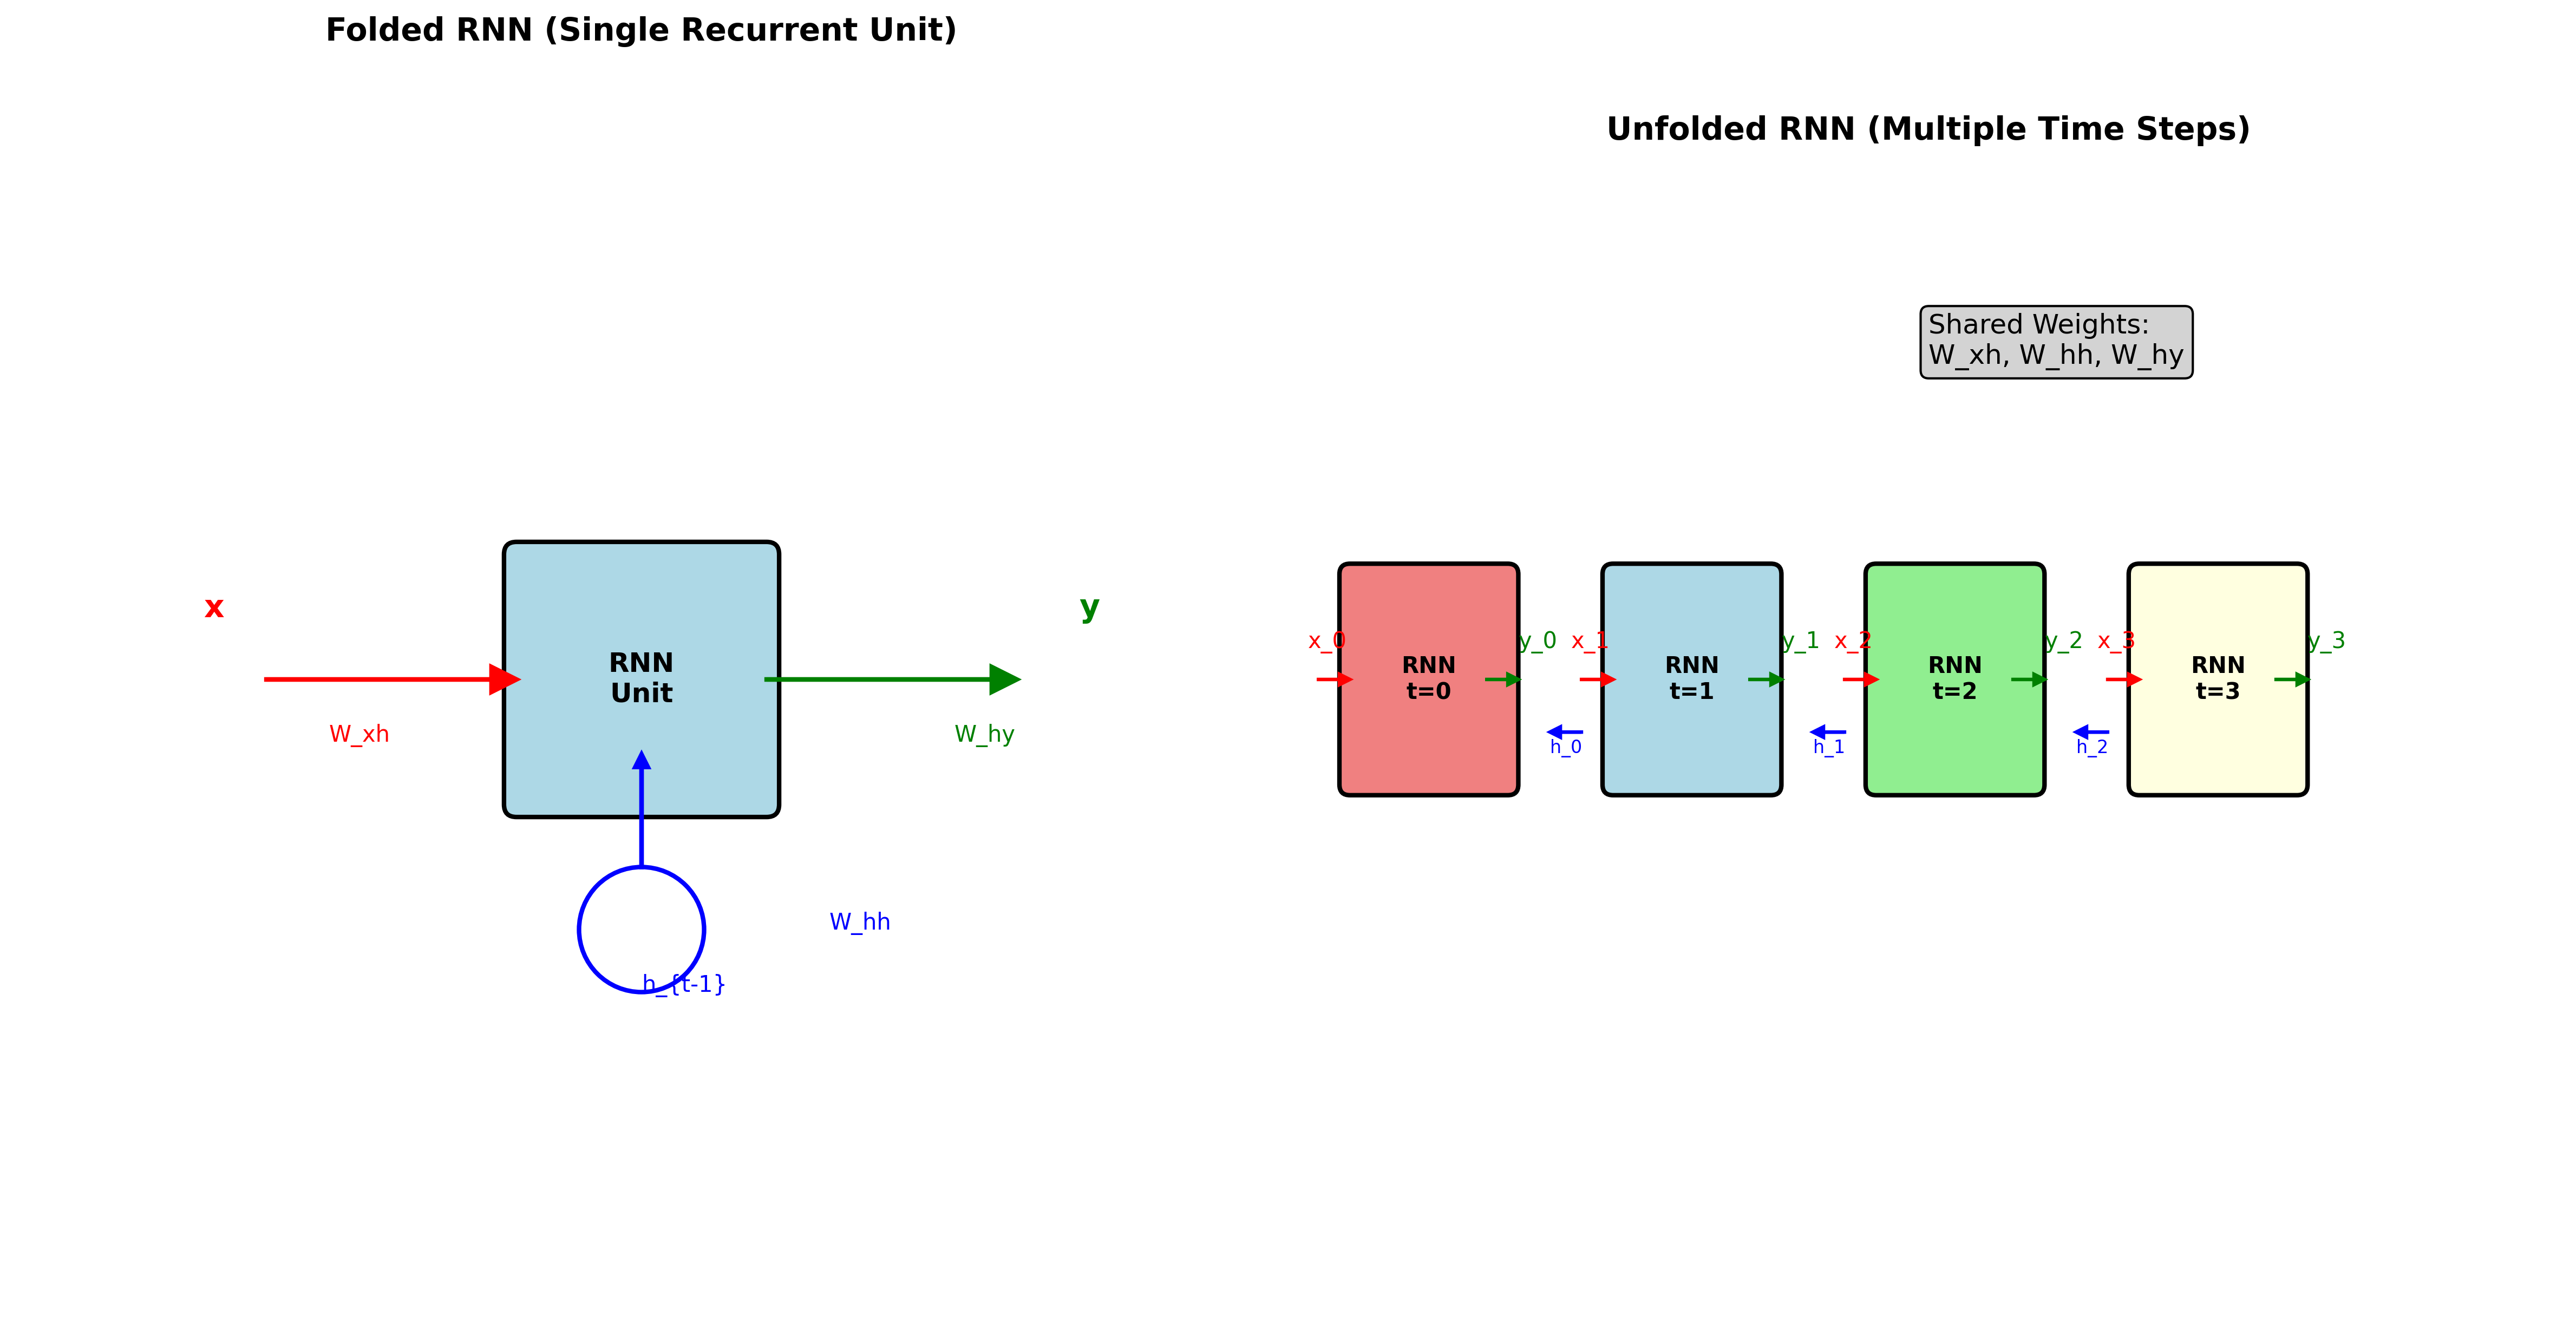 Folded RNN (Single Recurrent Unit)
x
y
RNN
Unit
W_xh
W_hy
W_hh
h_{t-1}
Unfolded RNN (Multiple Time Steps)
Shared Weights:
W_xh, W_hh, W_hy
x_0
y_0
x_1
y_1
x_2
y_2
x_3
y_3
RNN
t=0
RNN
t=1
RNN
t=2
RNN
t=3
h_0
h_1
h_2